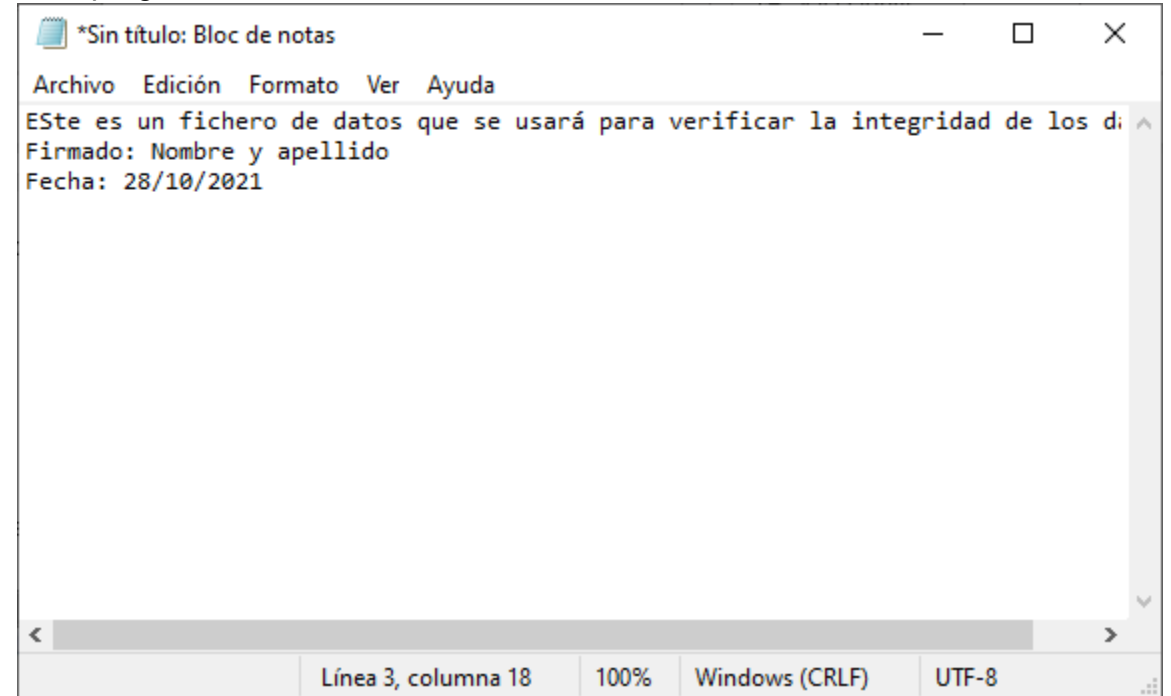 *Sin título: Bloc de notas
Archivo Edición Formato Ver Ayuda
ESte es un fichero de datos que se usará para verificar la integridad de los
Firmado: Nombre y apellido
Fecha: 28/10/2021
Línea 3, columna 18 100% Windows (CRLF) UTF-8